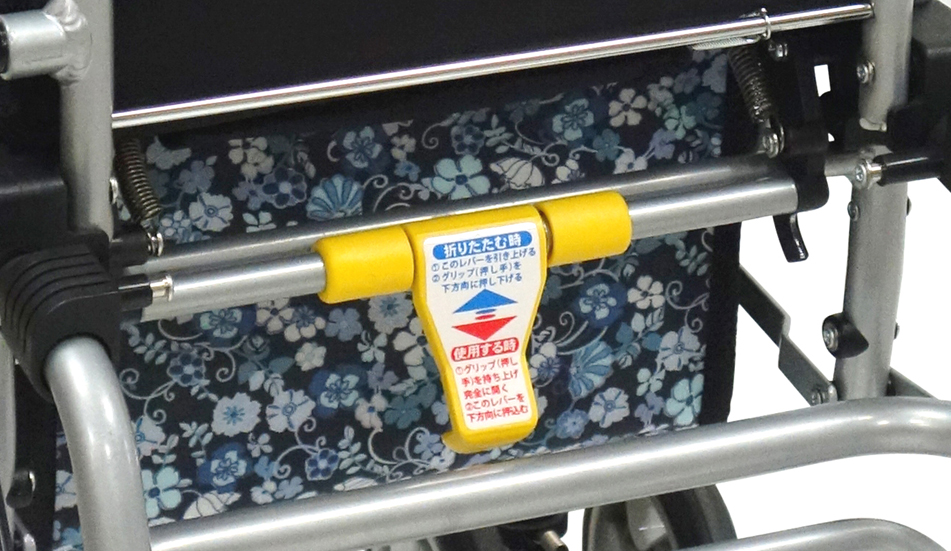 折りたたむ時
①このレバーを引き上げる
②グリップ(押し手)を
下方向に押し下げる
使用する時
①グリップ(押し
手)を持ち上げ
完全に開く
②このレバーを
下方向に押込む